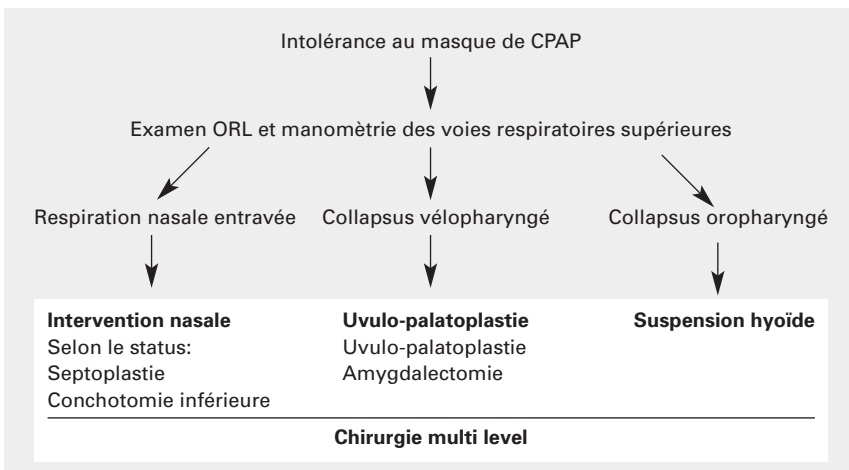 Intolérance au masque de CPAP
Examen ORL et manomètrie des voies respiratoires supérieures
Respiration nasale entravée
Collapsus vélopharyngé
Collapsus oropharyngé
Intervention nasale
Selon le status:
Septoplastie
Conchotomie inférieure
Uvulo-palatoplastie
Uvulo-palatoplastie
Amygdalectomie
Suspension hyoïde
Chirurgie multi level